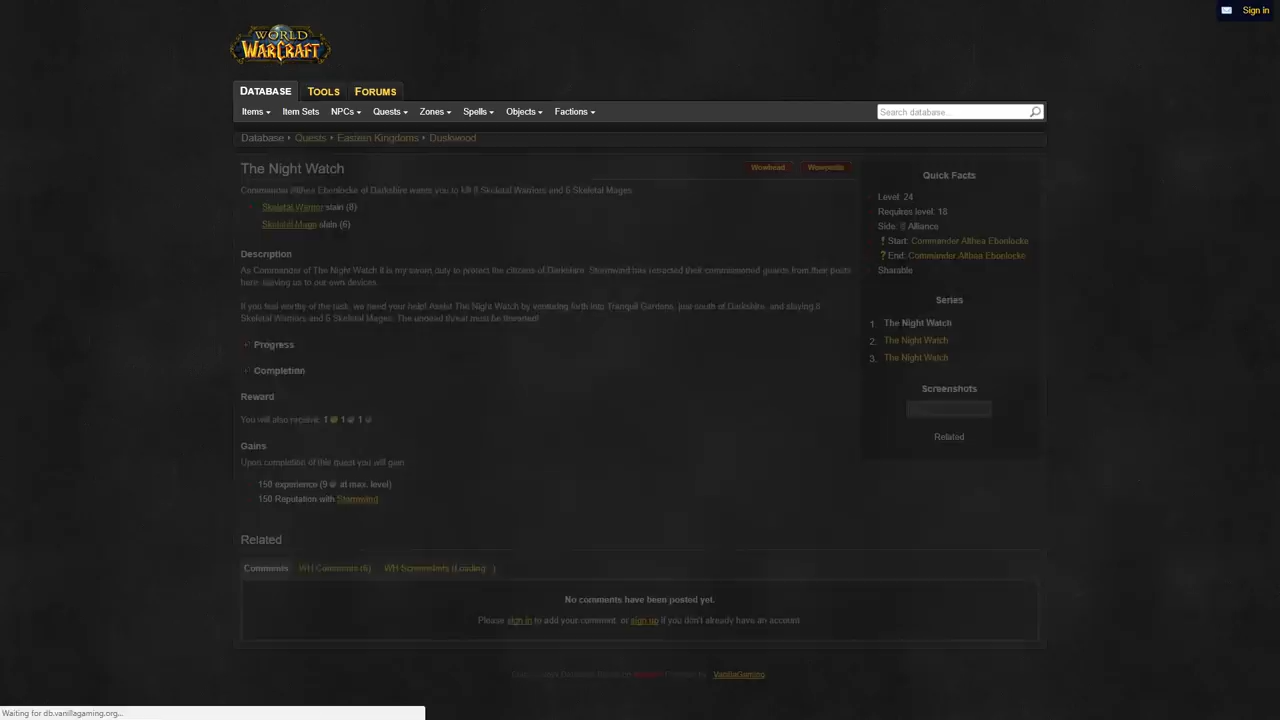 Sign in
WORLD
WARCRAFT
DATABASE TOOLS FORUMS
Items Item Sets NPCs Quests Zones Spells Objects Factions Search database...
Database Quests Eastern Kingdoms Duskwood
The Night Watch
Wowhead
Commander Althea Ebonlocke of Darkshire wants you to kill 8 Skeletal Warriors and 6 Skeletal Mages.
Skeletal Warrior slain (8)
Skeletal Mage slain (6)
Description
As Commander of The Night Watch it is my sworn duty to protect the citizens of Darkshire. Stormwind has removed their commissioned guards from their posts
here leaving us to our own devices.
If you feel worthy of the task, we need your help! Assist The Night Watch by venturing forth into Tranquil Gardens, just south of Darkshire, and slaying 8
Skeletal Warriors and 6 Skeletal Mages. The undead threat must be thwarted!
Progress
Completion
Reward
You will also receive: 1 1 1
Gains
Upon completion of this quest you will gain
150 experience (9 at max. level)
150 Reputation with Stormwind
Related
Comments WH Comments (6) WH Screenshots (Loading...)
No comments have been posted yet.
Please sign in to add your comment, or sign up if you don't already have an account
VanillaGaming
Quick Facts
Level: 24
Requires level: 18
Side: Alliance
Start: Commander Althea Ebonlocke
End: Commander Althea Ebonlocke
Sharable
Series
1. The Night Watch
2. The Night Watch
3. The Night Watch
Screenshots
Related
Waiting for db.vanillagaming.org...